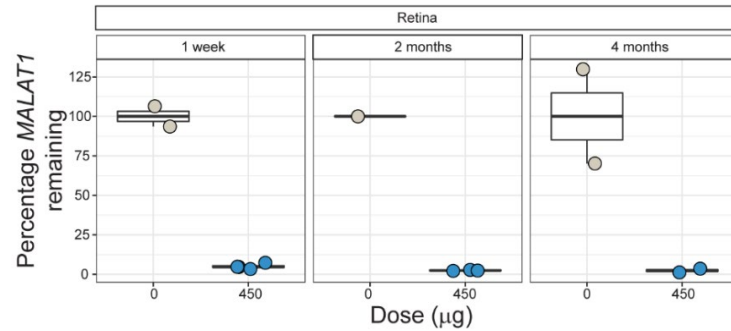 Retina
1 week 2 months 4 months
Percentage MALAT1
remaining
125
100
75
50
25
0
0 450 0 450 0 450
Dose (μg)